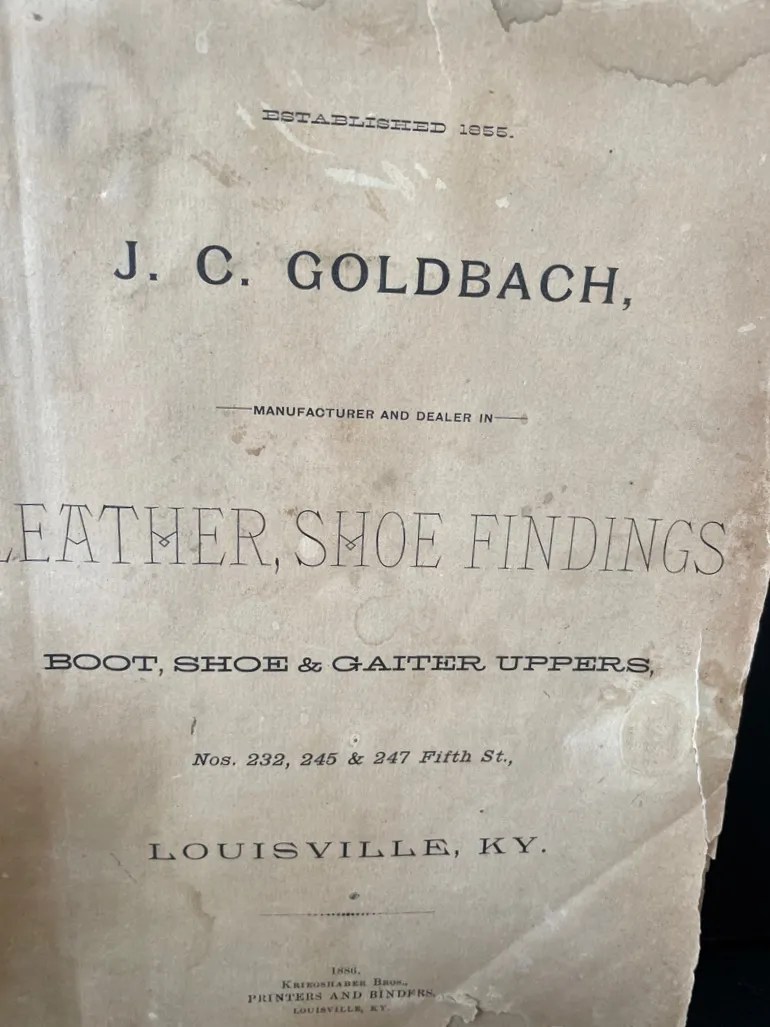 ESTABLISHED 1855.
J. C. GOLDBACH,
MANUFACTURER AND DEALER IN
LEATHER, SHOE FINDINGS
BOOT, SHOE & GAITER UPPERS,
Nos. 232, 245 & 247 Fifth St.,
LOUISVILLE, KY.
1886.
BROS.,
PRINTERS AND BINDERS,
LOUISVILLE, KY.